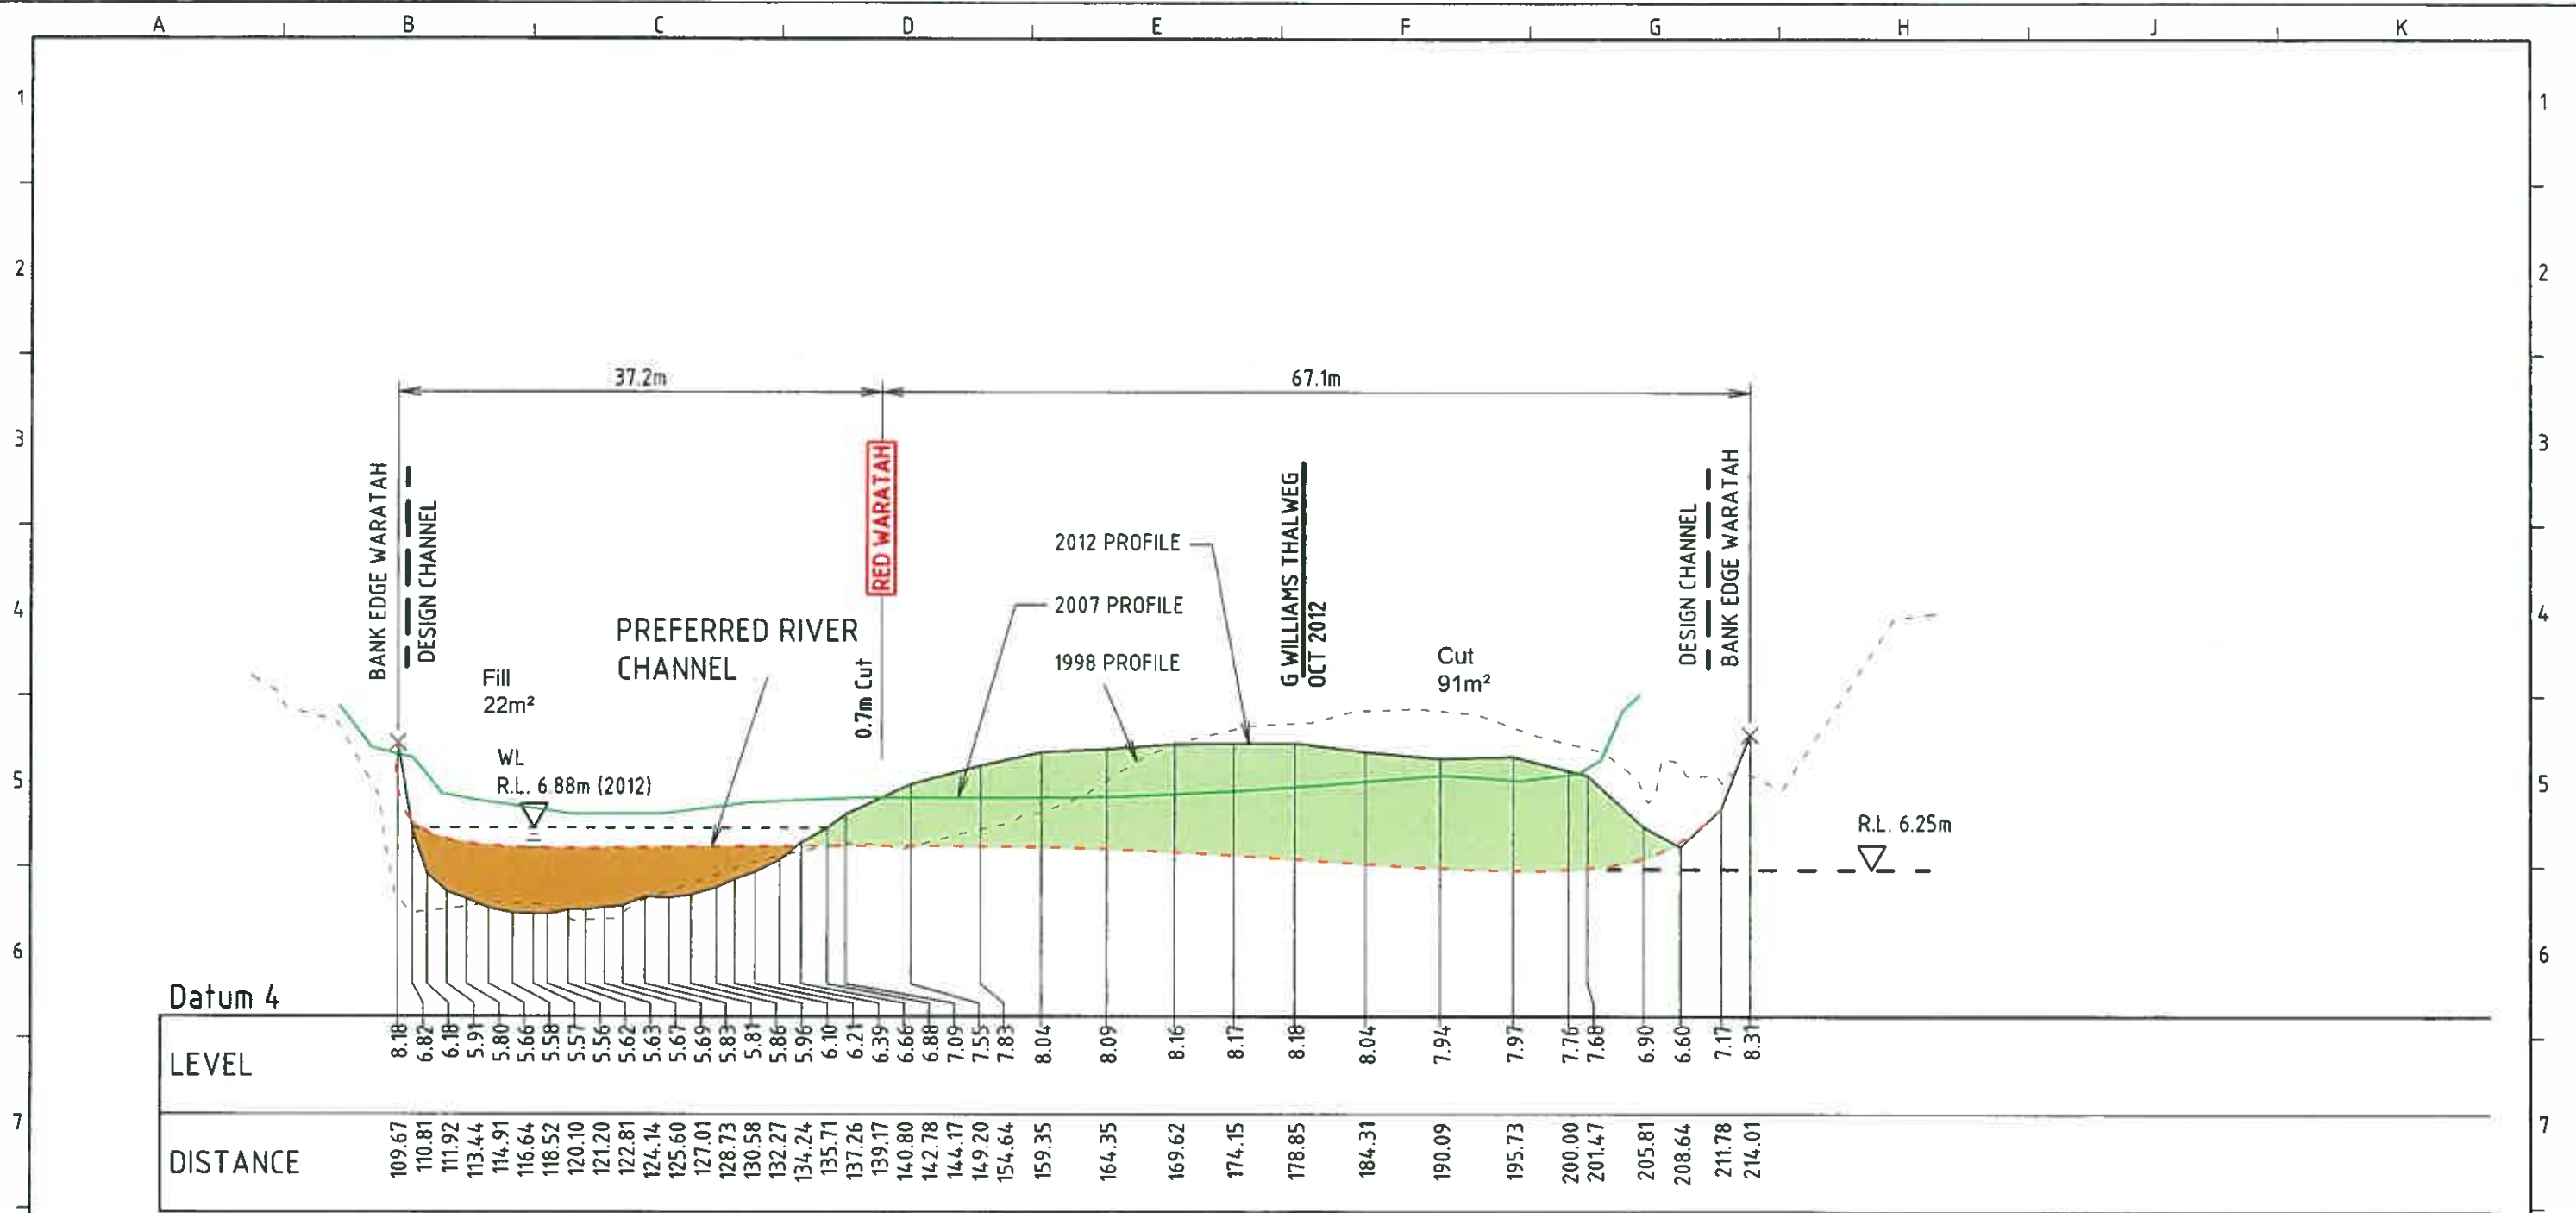 A B C D E F G H J K
1 1
2 2
37.2m 67.1m
3 3
BANK EDGE WARATAH
DESIGN CHANNEL
RED WARATAH
G WILLIAMS THALWEG
OCT 2012
DESIGN CHANNEL
BANK EDGE WARATAH
2012 PROFILE
2007 PROFILE
1998 PROFILE
4 4
PREFERRED RIVER
CHANNEL
0.7m Cut
Fill
22m²
Cut
91m²
WL
R.L. 6.88m (2012)
5 5
R.L. 6.25m
6 6
Datum 4
LEVEL
8.18 6.82 6.18 5.91 5.80 5.66 5.58 5.57 5.56 5.62 5.63 5.67 5.69 5.83 5.81 5.86 5.96 6.10 6.21 6.39 6.66 6.88 7.09 7.55 7.83 8.04 8.09 8.16 8.17 8.18 8.04 7.94 7.97 7.76 7.68 6.90 6.60 7.17 8.31
7 7
DISTANCE
109.67 110.81 111.92 113.44 114.91 116.64 118.52 120.10 121.20 122.81 124.14 125.60 127.01 128.73 130.58 132.27 134.24 135.71 137.26 139.17 140.80 142.78 144.17 149.20 154.64 159.35 164.35 169.62 174.15 178.85 184.31 190.09 195.73 200.00 201.47 205.81 208.64 211.78 214.01